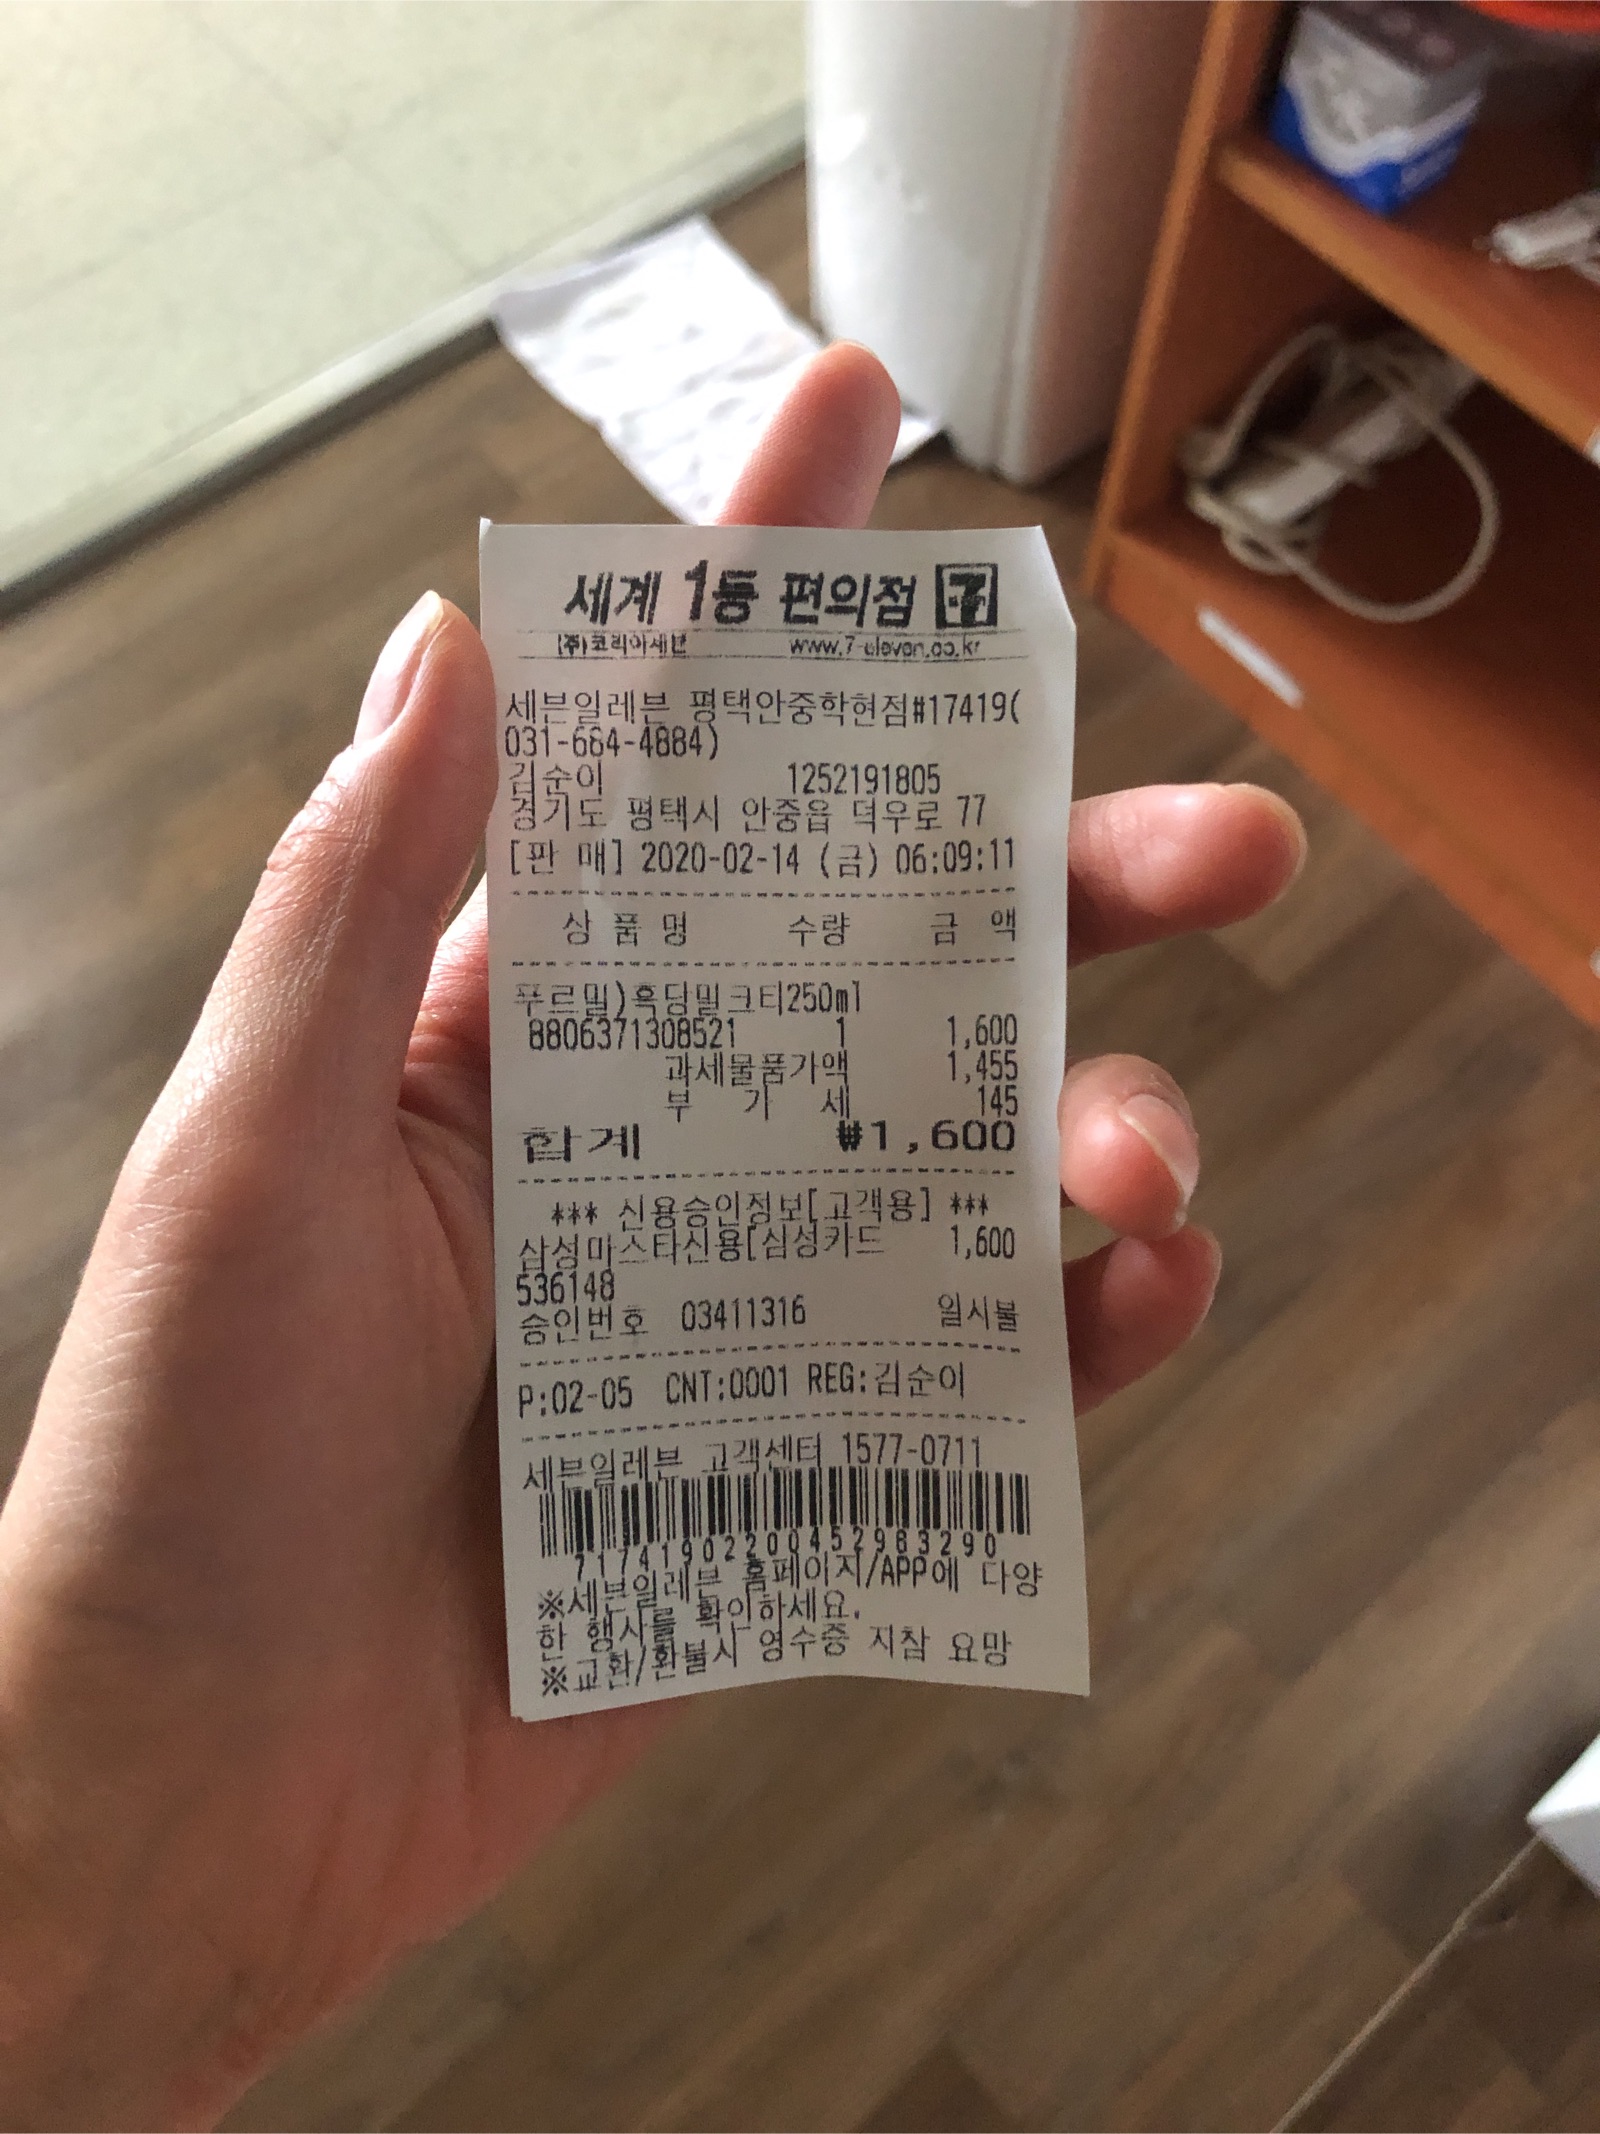 세계 1등 편의점 7
(주)코리아세븐 www.7-eleven.co.kr
세븐일레븐 평택안중학현점#17419(
031-664-4884)
김순이 1252191805
경기도 평택시 안중읍 덕우로 77
[판 매] 2020-02-14 (금) 06:09:11
상 품 명 수량 금 액
푸르밀)흑당밀크티250ml
8806371308521 1 1,600
과세물품가액 1,455
부 가 세 145
합계 ₩1,600
*** 신용승인정보[고객용] ***
삼성마스타신용[삼성카드 1,600
536148
승인번호 03411316 일시불
P:02-05 CNT:0001 REG:김순이
세븐일레븐 고객센터 1577-0711
71741902200452983290
※세븐일레븐 홈페이지/APP에 다양
한 행사를 확인하세요.
※교환/환불시 영수증 지참 요망